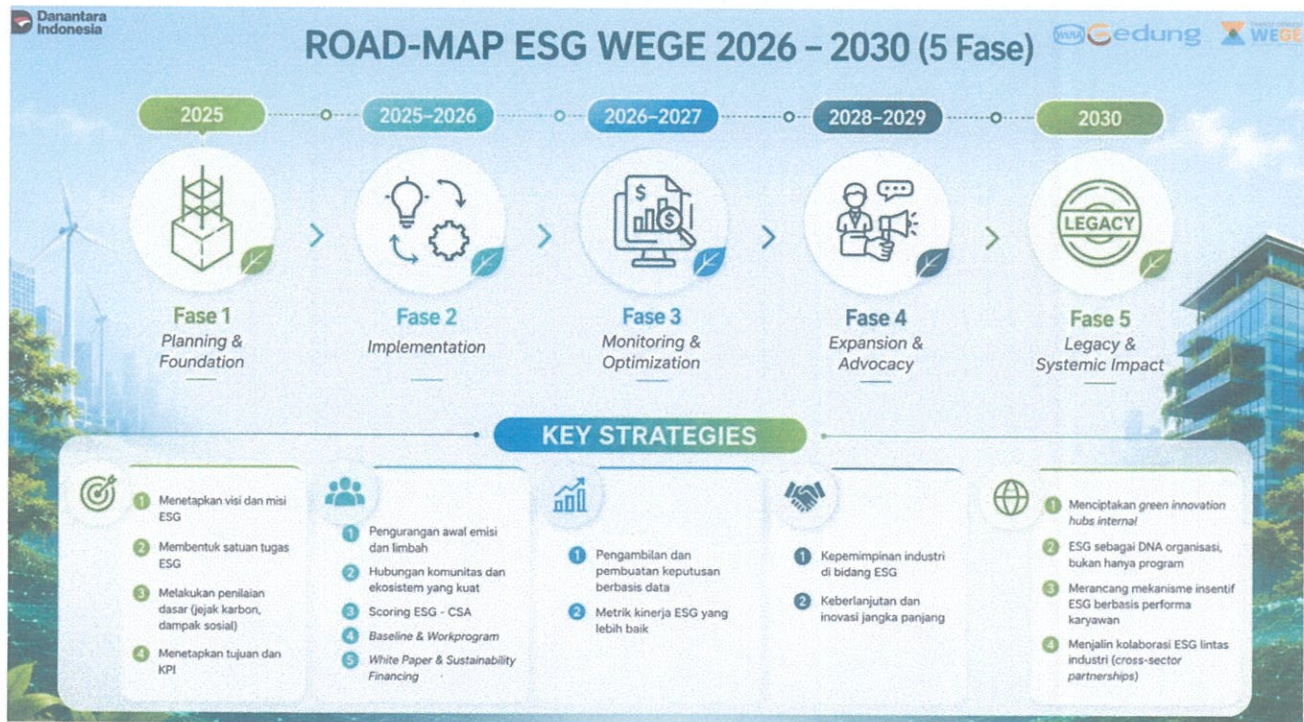 Danantara
Indonesia
ROAD-MAP ESG WEGE 2026 – 2030 (5 Fase)
WIKA Gedung
TRANSFORMASI
WEGE
2025
2025–2026
2026–2027
2028–2029
2030
LEGACY
Fase 1
Planning &
Foundation
Fase 2
Implementation
Fase 3
Monitoring &
Optimization
Fase 4
Expansion &
Advocacy
Fase 5
Legacy &
Systemic Impact
KEY STRATEGIES
1 Menetapkan visi dan misi
ESG
2 Membentuk satuan tugas
ESG
3 Melakukan penilaian
dasar (jejak karbon,
dampak sosial)
4 Menetapkan tujuan dan
KPI
1 Pengurangan awal emisi
dan limbah
2 Hubungan komunitas dan
ekosistem yang kuat
3 Scoring ESG - CSA
4 Baseline & Workprogram
5 White Paper & Sustainability
Financing
1 Pengambilan dan
pembuatan keputusan
berbasis data
2 Metrik kinerja ESG yang
lebih baik
1 Kepemimpinan industri
di bidang ESG
2 Keberlanjutan dan
inovasi jangka panjang
1 Menciptakan green innovation
hubs internal
2 ESG sebagai DNA organisasi,
bukan hanya program
3 Merancang mekanisme insentif
ESG berbasis performa
karyawan
4 Menjalin kolaborasi ESG lintas
industri (cross-sector
partnerships)